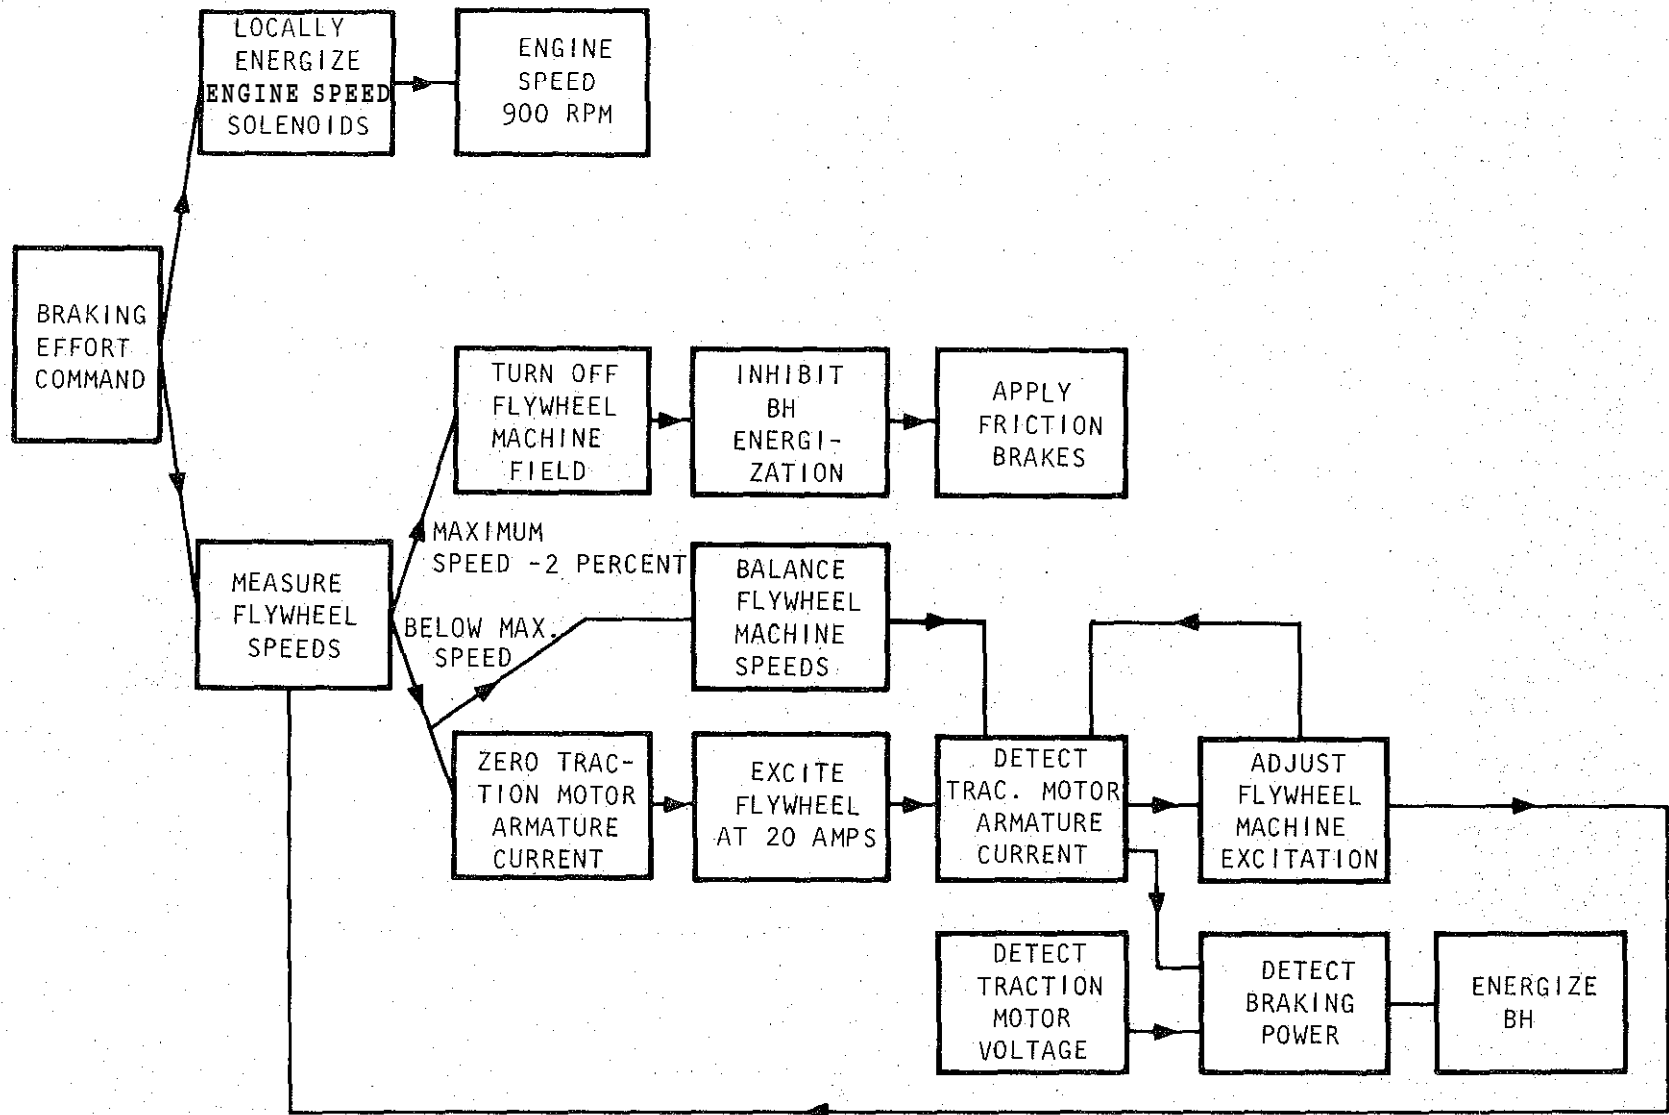 LOCALLY
ENERGIZE
ENGINE SPEED
SOLENOIDS
ENGINE
SPEED
900 RPM
BRAKING
EFFORT
COMMAND
TURN OFF
FLYWHEEL
MACHINE
FIELD
INHIBIT
BH
ENERGI-
ZATION
APPLY
FRICTION
BRAKES
MAXIMUM
SPEED -2 PERCENT
MEASURE
FLYWHEEL
SPEEDS
BELOW MAX.
SPEED
BALANCE
FLYWHEEL
MACHINE
SPEEDS
ZERO TRAC-
TION MOTOR
ARMATURE
CURRENT
EXCITE
FLYWHEEL
AT 20 AMPS
DETECT
TRAC. MOTOR
ARMATURE
CURRENT
ADJUST
FLYWHEEL
MACHINE
EXCITATION
DETECT
TRACTION
MOTOR
VOLTAGE
DETECT
BRAKING
POWER
ENERGIZE
BH